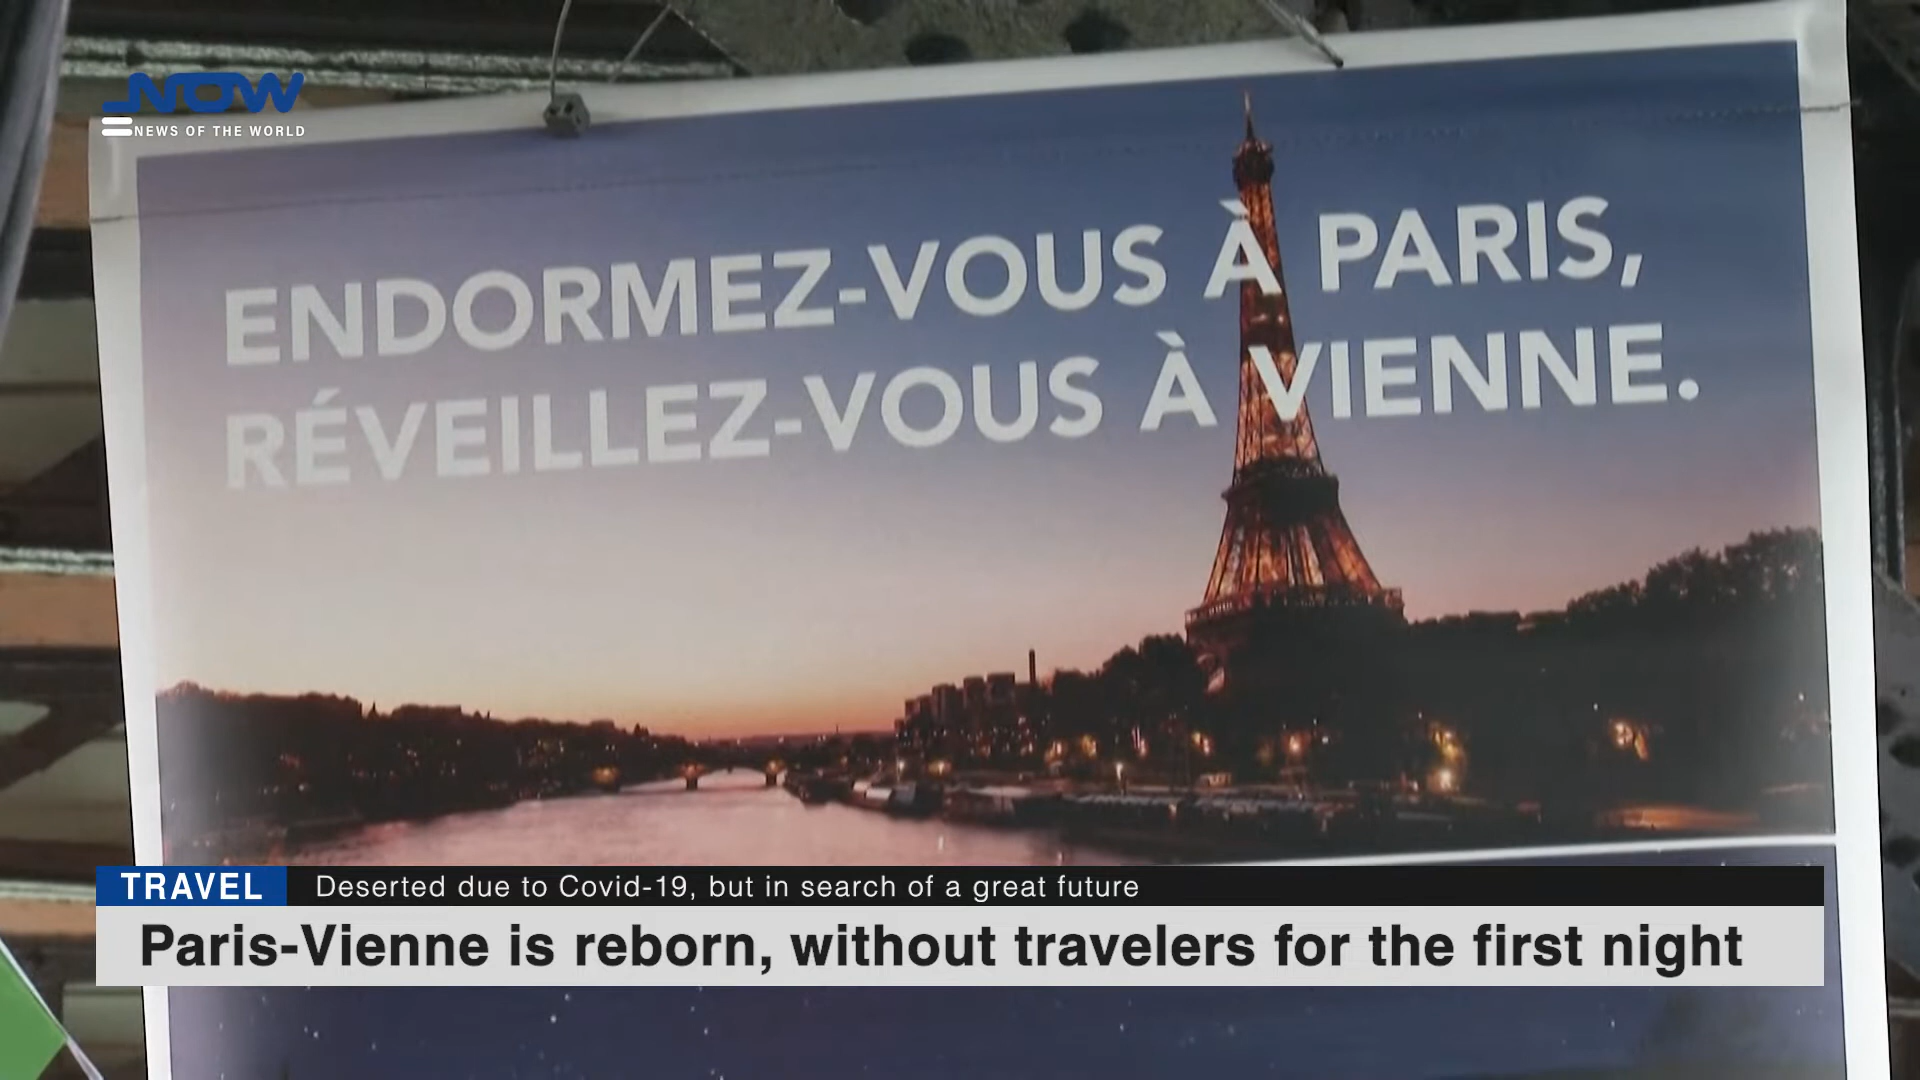 NOW
NEWS OF THE WORLD
ENDORMEZ-VOUS À PARIS,
RÉVEILLEZ-VOUS À VIENNE.
TRAVEL
Deserted due to Covid-19, but in search of a great future
Paris-Vienne is reborn, without travelers for the first night